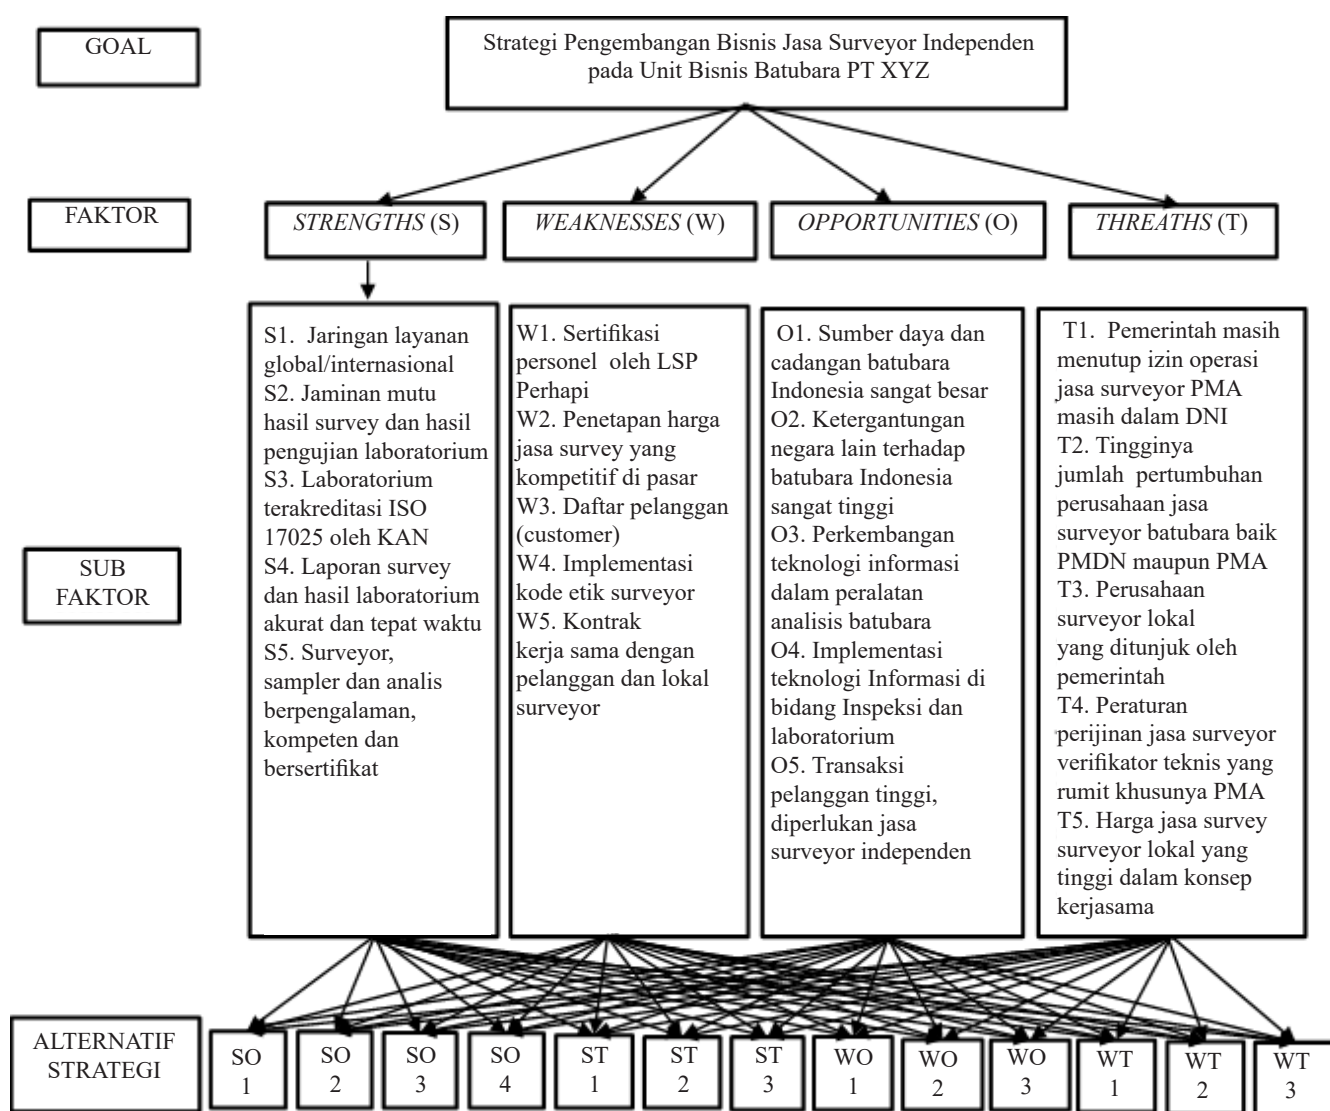 GOAL
Strategi Pengembangan Bisnis Jasa Surveyor Independen
pada Unit Bisnis Batubara PT XYZ
FAKTOR
STRENGTHS (S)
WEAKNESSES (W)
OPPORTUNITIES (O)
THREATHS (T)
SUB
FAKTOR
S1. Jaringan layanan
global/internasional
S2. Jaminan mutu
hasil survey dan hasil
pengujian laboratorium
S3. Laboratorium
terakreditasi ISO
17025 oleh KAN
S4. Laporan survey
dan hasil laboratorium
akurat dan tepat waktu
S5. Surveyor,
sampler dan analis
berpengalaman,
kompeten dan
bersertifikat
W1. Sertifikasi
personel oleh LSP
Perhapi
W2. Penetapan harga
jasa survey yang
kompetitif di pasar
W3. Daftar pelanggan
(customer)
W4. Implementasi
kode etik surveyor
W5. Kontrak
kerja sama dengan
pelanggan dan lokal
surveyor
O1. Sumber daya dan
cadangan batubara
Indonesia sangat besar
O2. Ketergantungan
negara lain terhadap
batubara Indonesia
sangat tinggi
O3. Perkembangan
teknologi informasi
dalam peralatan
analisis batubara
O4. Implementasi
teknologi Informasi di
bidang Inspeksi dan
laboratorium
O5. Transaksi
pelanggan tinggi,
diperlukan jasa
surveyor independen
T1. Pemerintah masih
menutup izin operasi
jasa surveyor PMA
masih dalam DNI
T2. Tingginya
jumlah pertumbuhan
perusahaan jasa
surveyor batubara baik
PMDN maupun PMA
T3. Perusahaan
surveyor lokal
yang ditunjuk oleh
pemerintah
T4. Peraturan
perijinan jasa surveyor
verifikator teknis yang
rumit khusunya PMA
T5. Harga jasa survey
surveyor lokal yang
tinggi dalam konsep
kerjasama
ALTERNATIF
STRATEGI
SO
1
SO
2
SO
3
SO
4
ST
1
ST
2
ST
3
WO
1
WO
2
WO
3
WT
1
WT
2
WT
3